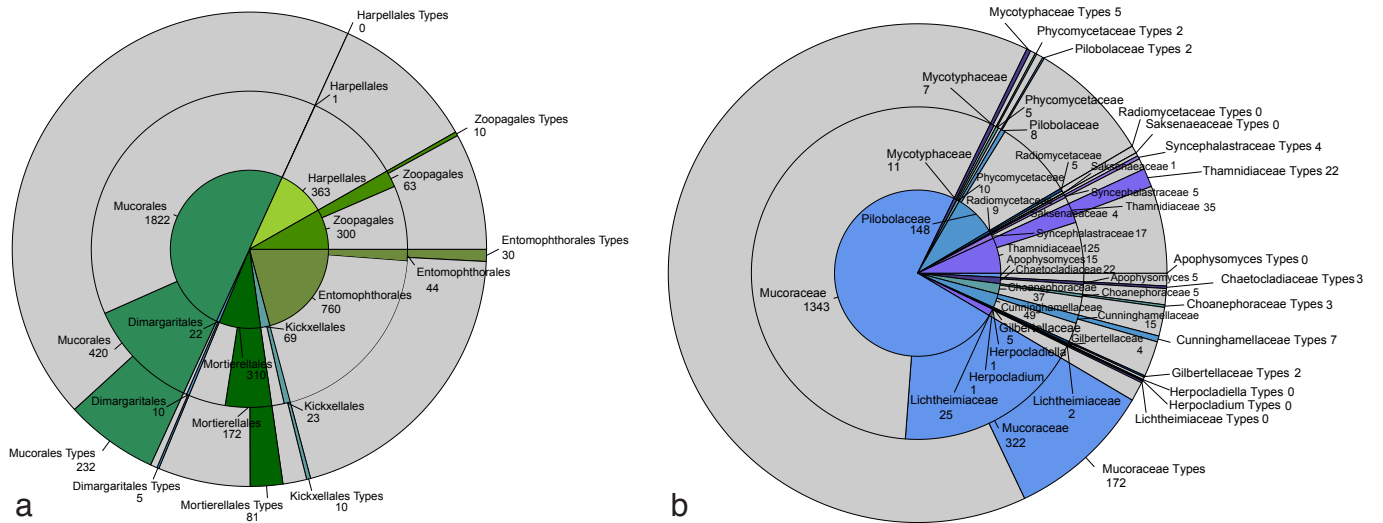 Harpellales Types
0
Harpellales
1
Zoopagales Types
10
Zoopagales
63
Harpellales
363
Zoopagales
300
Mucorales
1822
Entomophthorales Types
30
Entomophthorales
44
Entomophthorales
760
Kickxellales
69
Dimargaritales
22
Mucorales
420
Mortierellales
310
Dimargaritales
10
Kickxellales
23
Mortierellales
172
Mucorales Types
232
Dimargaritales Types
5
Mortierellales Types
81
Kickxellales Types
10
a
Mycotyphaceae Types 5
Phycomycetaceae Types 2
Pilobolaceae Types 2
Mycotyphaceae
7
Phycomycetaceae
5
Pilobolaceae
8
Radiomycetaceae Types 0
Saksenaeaceae Types 0
Syncephalastraceae Types 4
Thamnidiaceae Types 22
Mycotyphaceae
11
Radiomycetaceae
5
Saksenaeaceae 1
Phycomycetaceae
10
Syncephalastraceae 5
Radiomycetaceae
9
Thamnidiaceae 35
Saksenaeaceae 4
Pilobolaceae
148
Syncephalastraceae 17
Thamnidiaceae 125
Apophysomyces 15
Apophysomyces Types 0
Chaetocladiaceae 22
Apophysomyces 5
Chaetocladiaceae Types 3
Mucoraceae
1343
Choanephoraceae
37
Choanephoraceae 5
Choanephoraceae Types 3
Cunninghamellaceae
49
Cunninghamellaceae
15
Gilbertellaceae
5
Gilbertellaceae
4
Cunninghamellaceae Types 7
Herpocladiella
1
Herpocladium
1
Gilbertellaceae Types 2
Herpocladiella Types 0
Herpocladium Types 0
Lichtheimiaceae Types 0
Lichtheimiaceae
25
Lichtheimiaceae
2
Mucoraceae
322
Mucoraceae Types
172
b